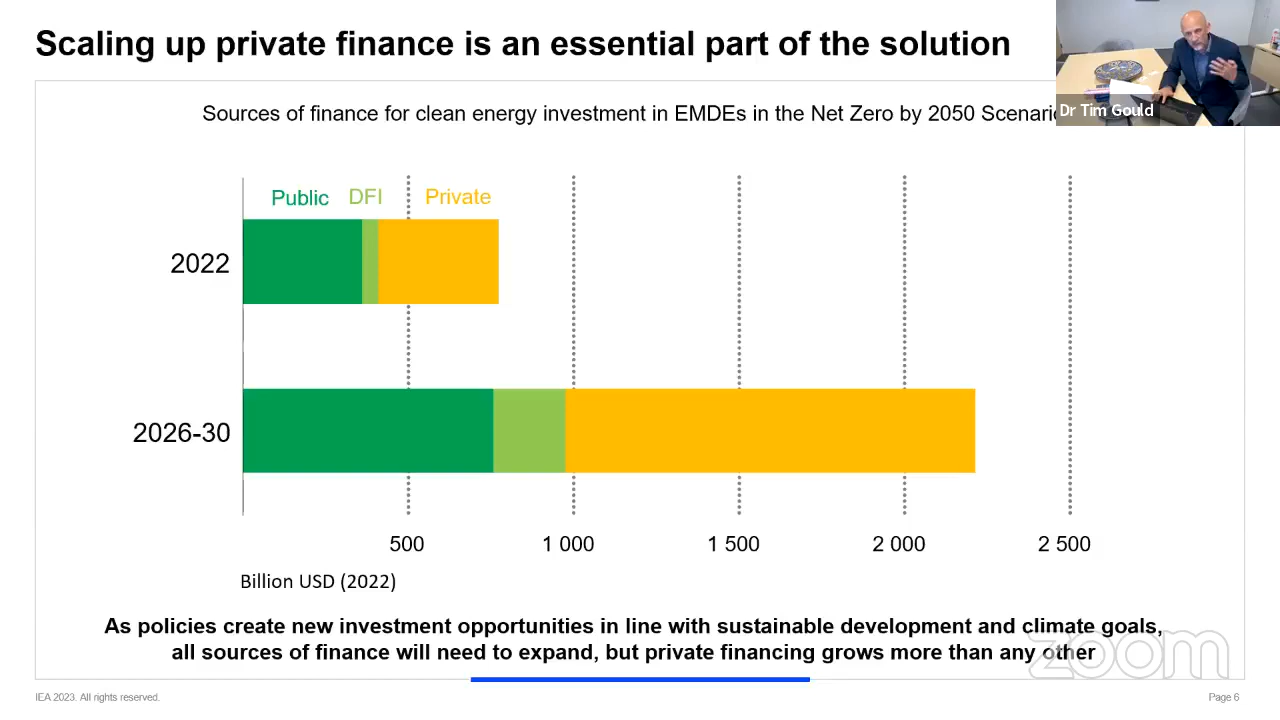 Scaling up private finance is an essential part of the solution
Dr Tim Gould
Sources of finance for clean energy investment in EMDEs in the Net Zero by 2050 Scenario
Public DFI Private
2022
2026-30
500 1 000 1 500 2 000 2 500
Billion USD (2022)
As policies create new investment opportunities in line with sustainable development and climate goals,
all sources of finance will need to expand, but private financing grows more than any other
zoom
IEA 2023. All rights reserved.
Page 6